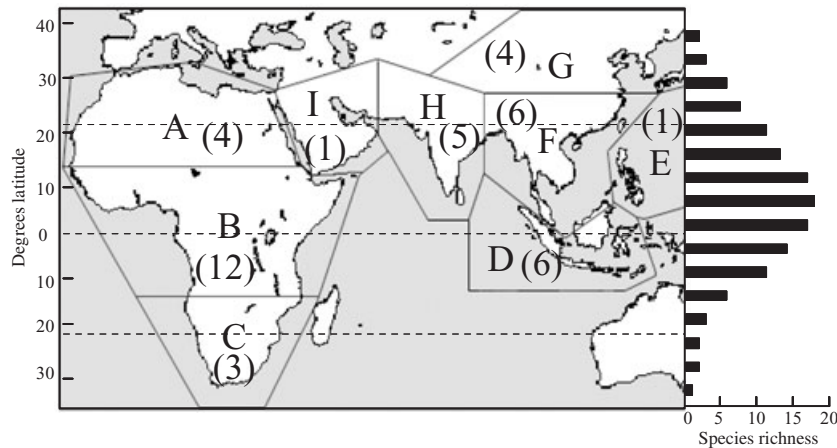 Degrees latitude
40
30
20
10
0
10
20
30
A (4)
B
(12)
C
(3)
D (6)
(1)
E
(6)
F
(4)
G
H
(5)
I
(1)
0 5 10 15 20
Species richness